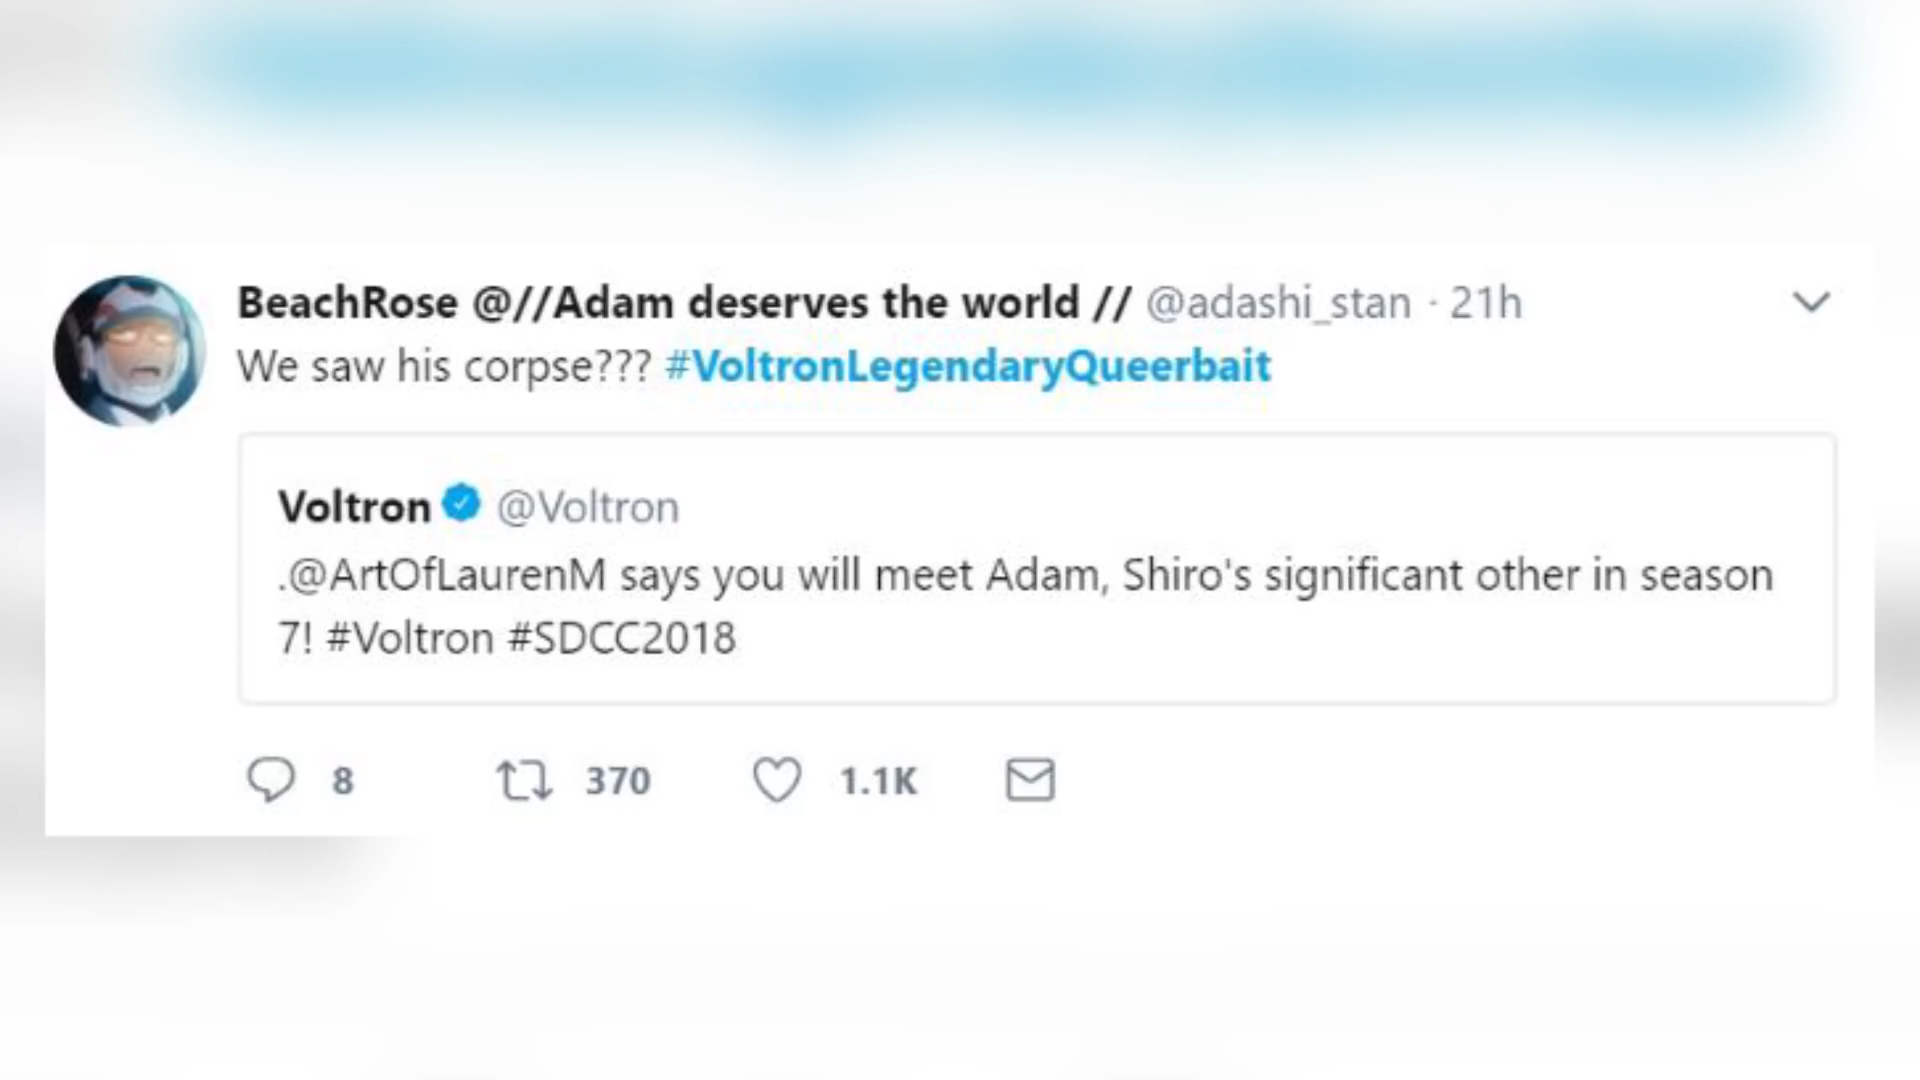 BeachRose @//Adam deserves the world // @adashi_stan · 21h
We saw his corpse??? #VoltronLegendaryQueerbait
Voltron @Voltron
.@ArtOfLaurenM says you will meet Adam, Shiro's significant other in season
7! #Voltron #SDCC2018
8 370 1.1K